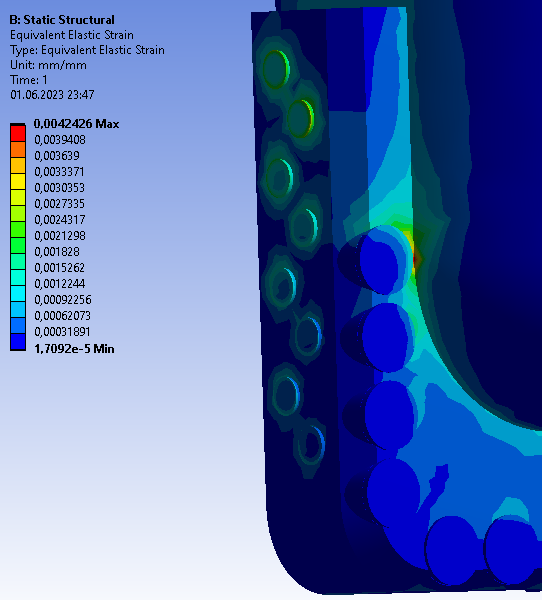 B: Static Structural
Equivalent Elastic Strain
Type: Equivalent Elastic Strain
Unit: mm/mm
Time: 1
01.06.2023 23:47
0,0042426 Max
0,0039408
0,003639
0,0033371
0,0030353
0,0027335
0,0024317
0,0021298
0,001828
0,0015262
0,0012244
0,00092256
0,00062073
0,00031891
1,7092e-5 Min